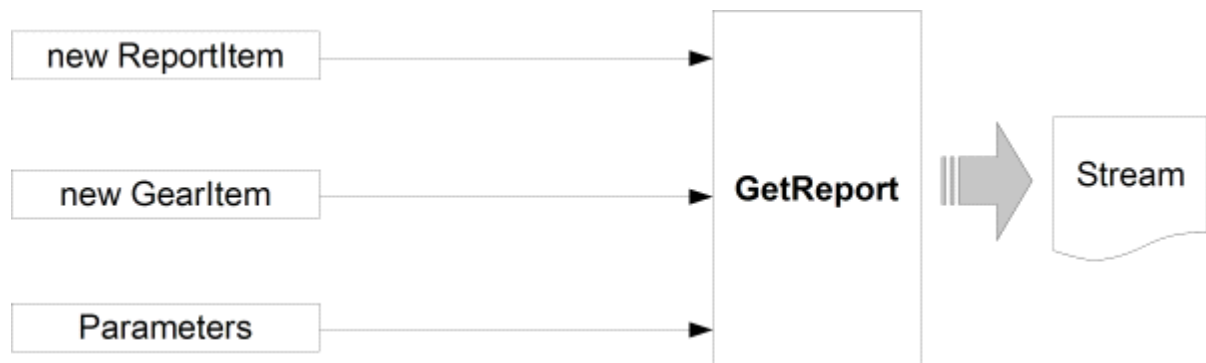 new ReportItem
new GearItem
GetReport
Stream
Parameters